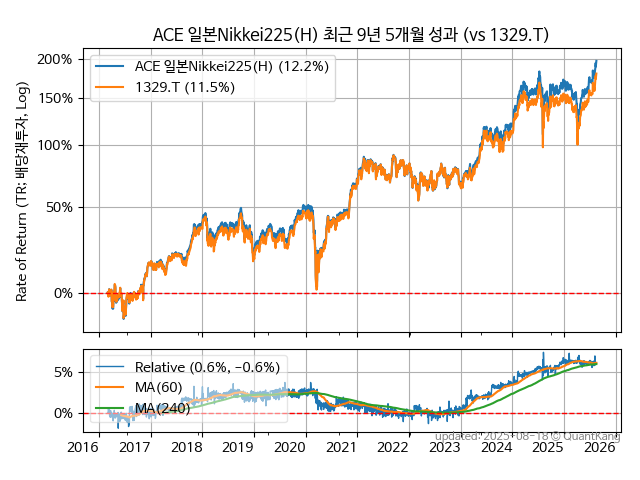 ACE 일본Nikkei225(H) 최근 9년 5개월 성과 (vs 1329.T)
200%
150%
100%
50%
0%
Rate of Return (TR: 배당재투자, Log)
ACE 일본Nikkei225(H) (12.2%)
1329.T (11.5%)
5%
0%
Relative (0.6%, −0.6%)
MA(60)
MA(240)
2016 2017 2018 2019 2020 2021 2022 2023 2024 2025 2026
updated: 2025-08-18 © QuantKang